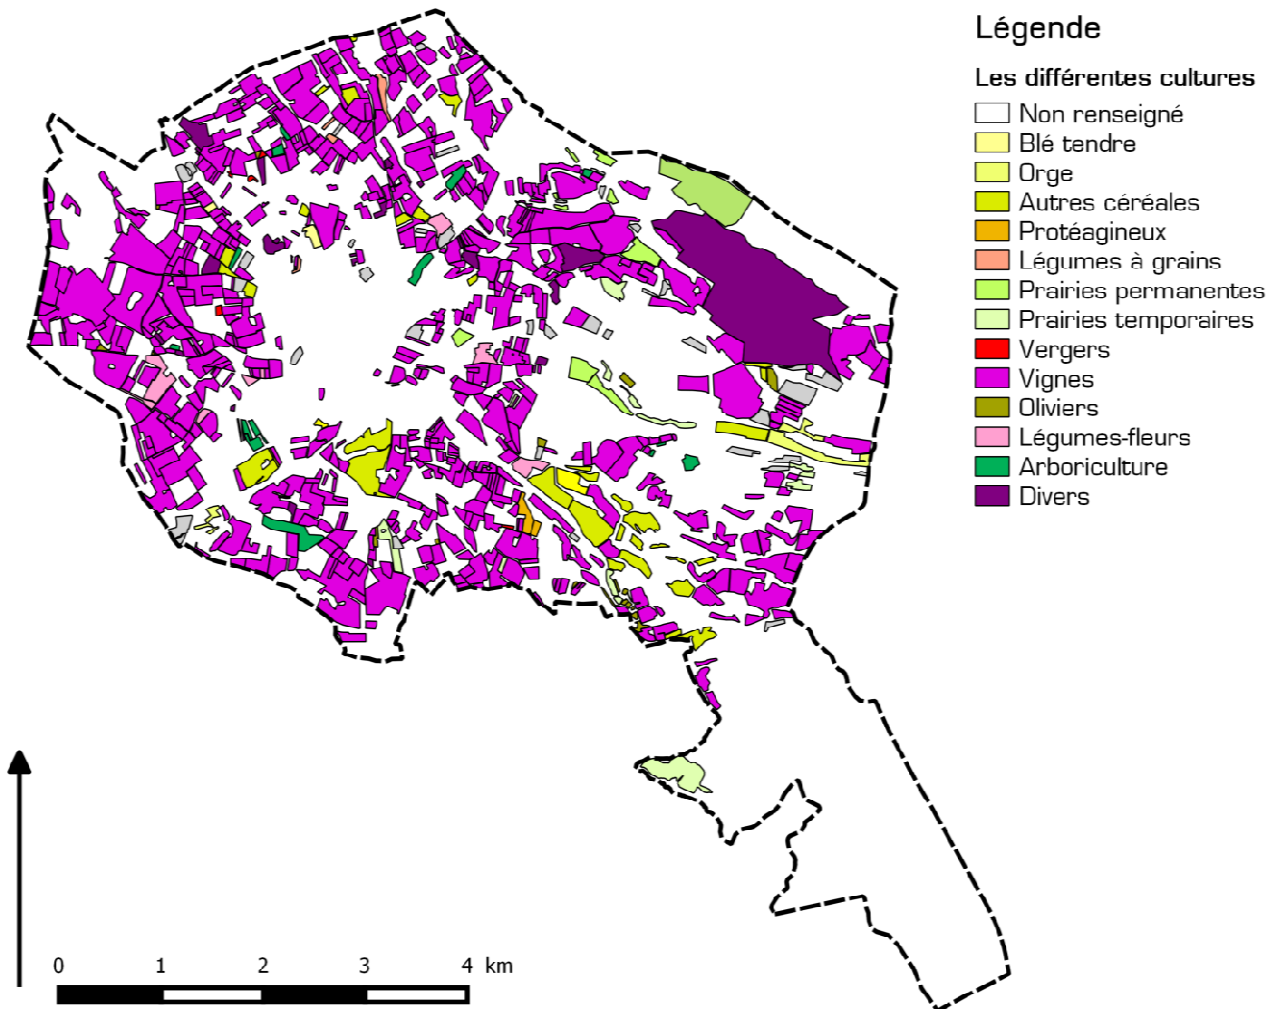 Légende
Les différentes cultures
Non renseigné
Blé tendre
Orge
Autres céréales
Protéagineux
Légumes à grains
Prairies permanentes
Prairies temporaires
Vergers
Vignes
Oliviers
Légumes-fleurs
Arboriculture
Divers
0 1 2 3 4 km